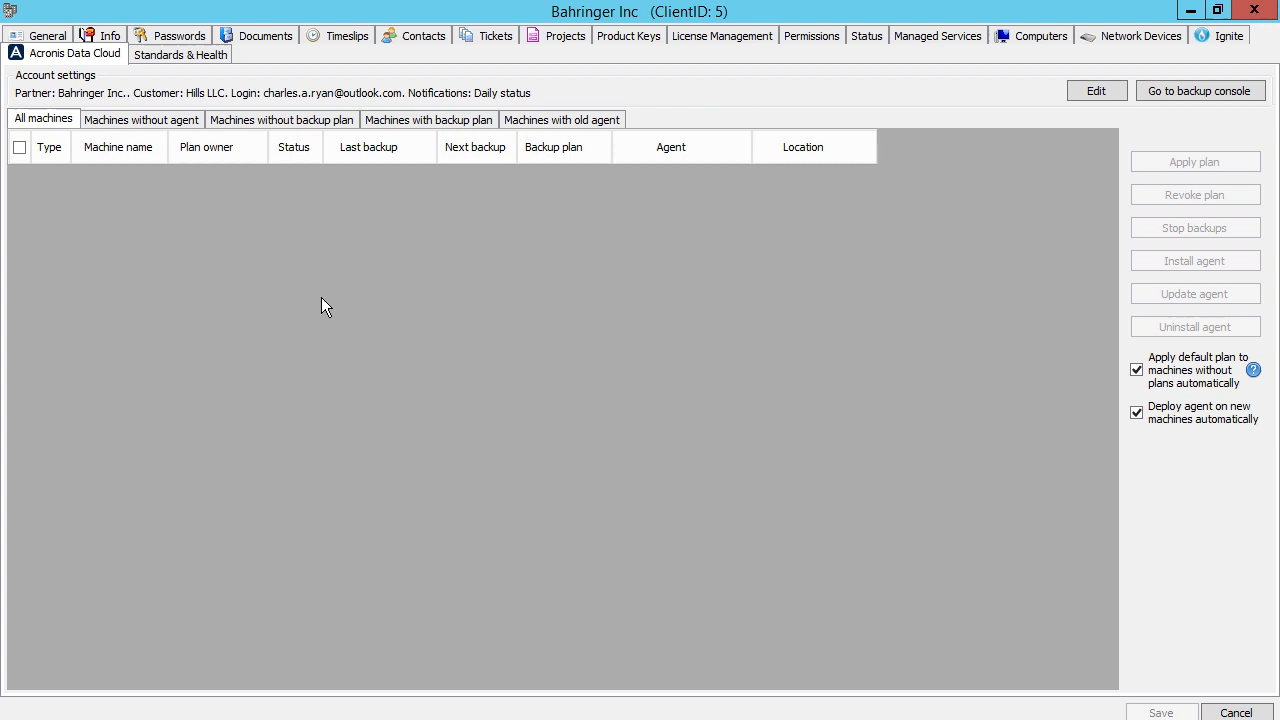 Bahringer Inc (ClientID: 5)
General Info Passwords Documents Timeslips Contacts Tickets Projects Product Keys License Management Permissions Status Managed Services Computers Network Devices Ignite
Acronis Data Cloud Standards & Health
Account settings
Partner: Bahringer Inc.. Customer: Hills LLC. Login: charles.a.ryan@outlook.com. Notifications: Daily status
Edit Go to backup console
All machines Machines without agent Machines without backup plan Machines with backup plan Machines with old agent
Type Machine name Plan owner Status Last backup Next backup Backup plan Agent Location
Apply plan
Revoke plan
Stop backups
Install agent
Update agent
Uninstall agent
Apply default plan to
machines without
plans automatically
?
Deploy agent on new
machines automatically
Save Cancel